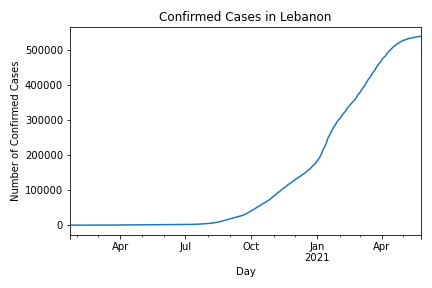 Confirmed Cases in Lebanon
Number of Confirmed Cases
500000
400000
300000
200000
100000
0
Apr
Jul
Oct
Jan
2021
Apr
Day